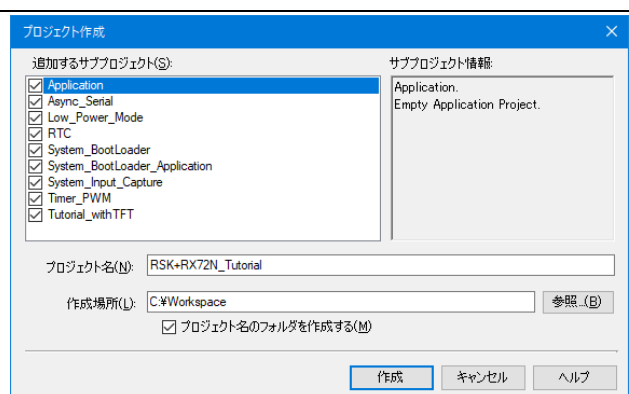 プロジェクト作成
追加するサブプロジェクト(S):
Application
Async_Serial
Low_Power_Mode
RTC
System_BootLoader
System_BootLoader_Application
System_Input_Capture
Timer_PWM
Tutorial_withTFT
サブプロジェクト情報:
Application.
Empty Application Project.
プロジェクト名(N):
RSK+RX72N_Tutorial
作成場所(L):
C:¥Workspace
参照...(B)
プロジェクト名のフォルダを作成する(M)
作成
キャンセル
ヘルプ